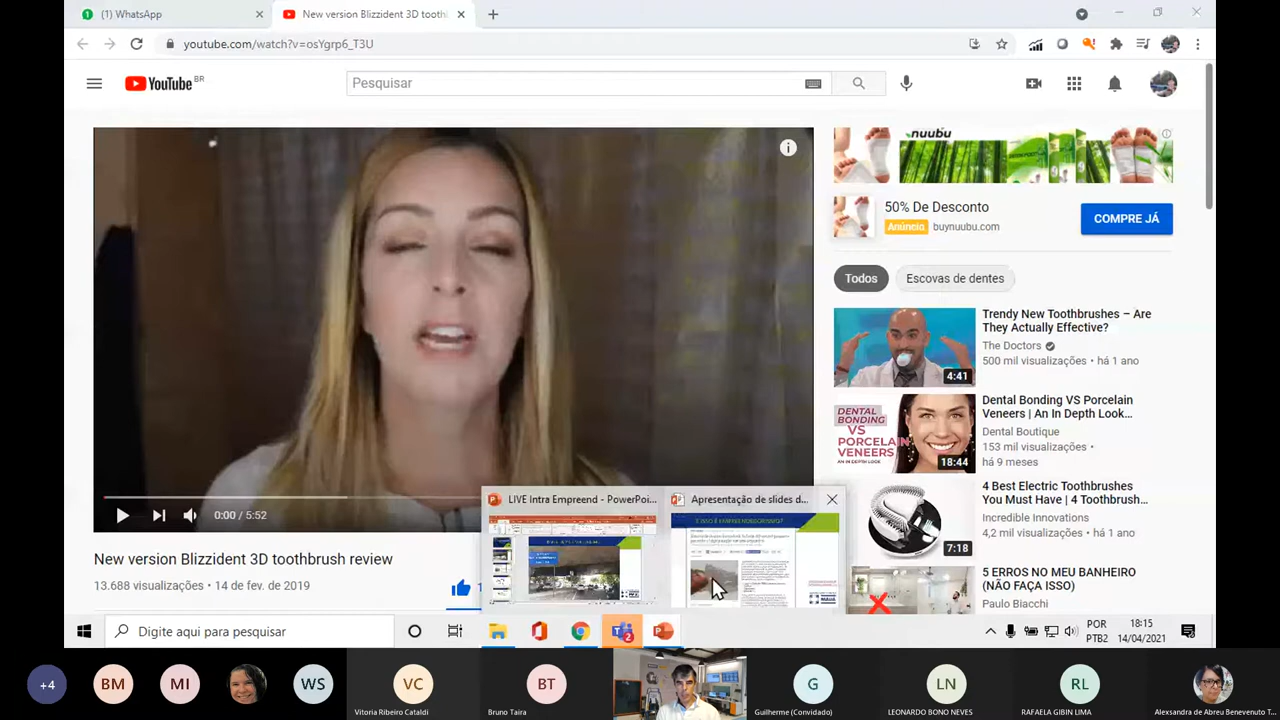 (1) WhatsApp
New version Blizzident 3D toothb
youtube.com/watch?v=osYgrp6_T3U
YouTube BR
Pesquisar
nuubu
50% De Desconto
Anúncio buynuubu.com
COMPRE JÁ
Todos
Escovas de dentes
Trendy New Toothbrushes – Are
They Actually Effective?
The Doctors
500 mil visualizações • há 1 ano
4:41
DENTAL
BONDING
VS
PORCELAIN
VENEERS
AN IN DEPTH LOOK
18:44
Dental Bonding VS Porcelain
Veneers | An In Depth Look...
Dental Boutique
153 mil visualizações •
há 9 meses
4 Best Electric Toothbrushes
You Must Have | 4 Toothbrush...
Incredible Innovations
4,2 mil visualizações • há 1 ano
7:18
5 ERROS NO MEU BANHEIRO
(NÃO FAÇA ISSO)
Paulo Biacchi
0:00 / 5:52
New version Blizzident 3D toothbrush review
13.688 visualizações • 14 de fev. de 2019
LIVE Intra Empreend - PowerPoi...
Apresentação de slides d...
É ISSO É EMPREENDEDORISMO?
Digite aqui para pesquisar
2
POR
PTB2
18:15
14/04/2021
+4
BM
MI
WS
VC
Vitoria Ribeiro Cataldi
BT
Bruno Taira
G
Guilherme (Convidado)
LN
LEONARDO BONO NEVES
RL
RAFAELA GIBIN LIMA
Alexsandra de Abreu Benevenuto T...